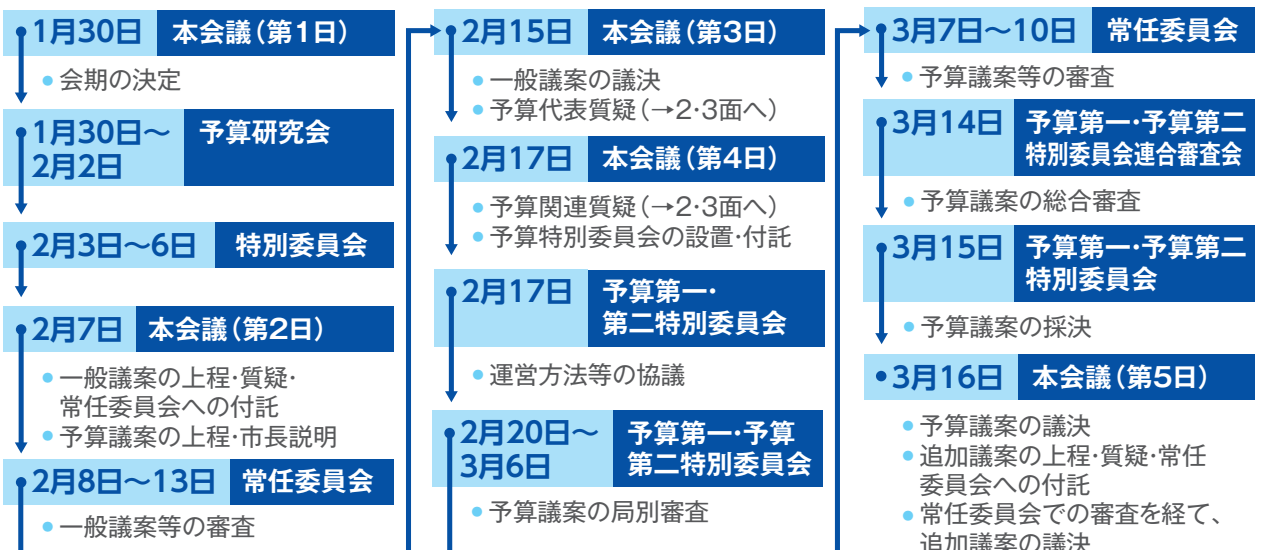 1月30日 本会議（第1日）
●会期の決定
1月30日～ 予算研究会
2月2日
2月3日～6日 特別委員会
2月7日 本会議（第2日）
●一般議案の上程・質疑・
常任委員会への付託
●予算議案の上程・市長説明
2月8日～13日 常任委員会
●一般議案等の審査
2月15日 本会議（第3日）
●一般議案の議決
●予算代表質疑（→2・3面へ）
2月17日 本会議（第4日）
●予算関連質疑（→2・3面へ）
●予算特別委員会の設置・付託
2月17日 予算第一・
第二特別委員会
●運営方法等の協議
2月20日～ 予算第一・予算
3月6日 第二特別委員会
●予算議案の局別審査
3月7日～10日 常任委員会
●予算議案等の審査
3月14日 予算第一・予算第二
特別委員会連合審査会
●予算議案の総合審査
3月15日 予算第一・予算第二
特別委員会
●予算議案の採決
3月16日 本会議（第5日）
●予算議案の議決
●追加議案の上程・質疑・常任
委員会への付託
●常任委員会での審査を経て、
追加議案の議決